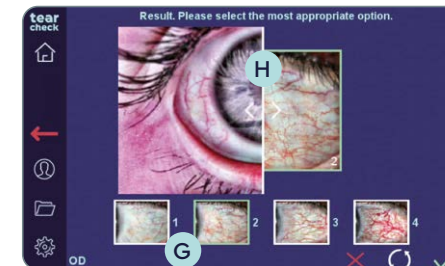 tear
check
Result. Please select the most appropriate option.
H
2
1
2
3
4
G
OD